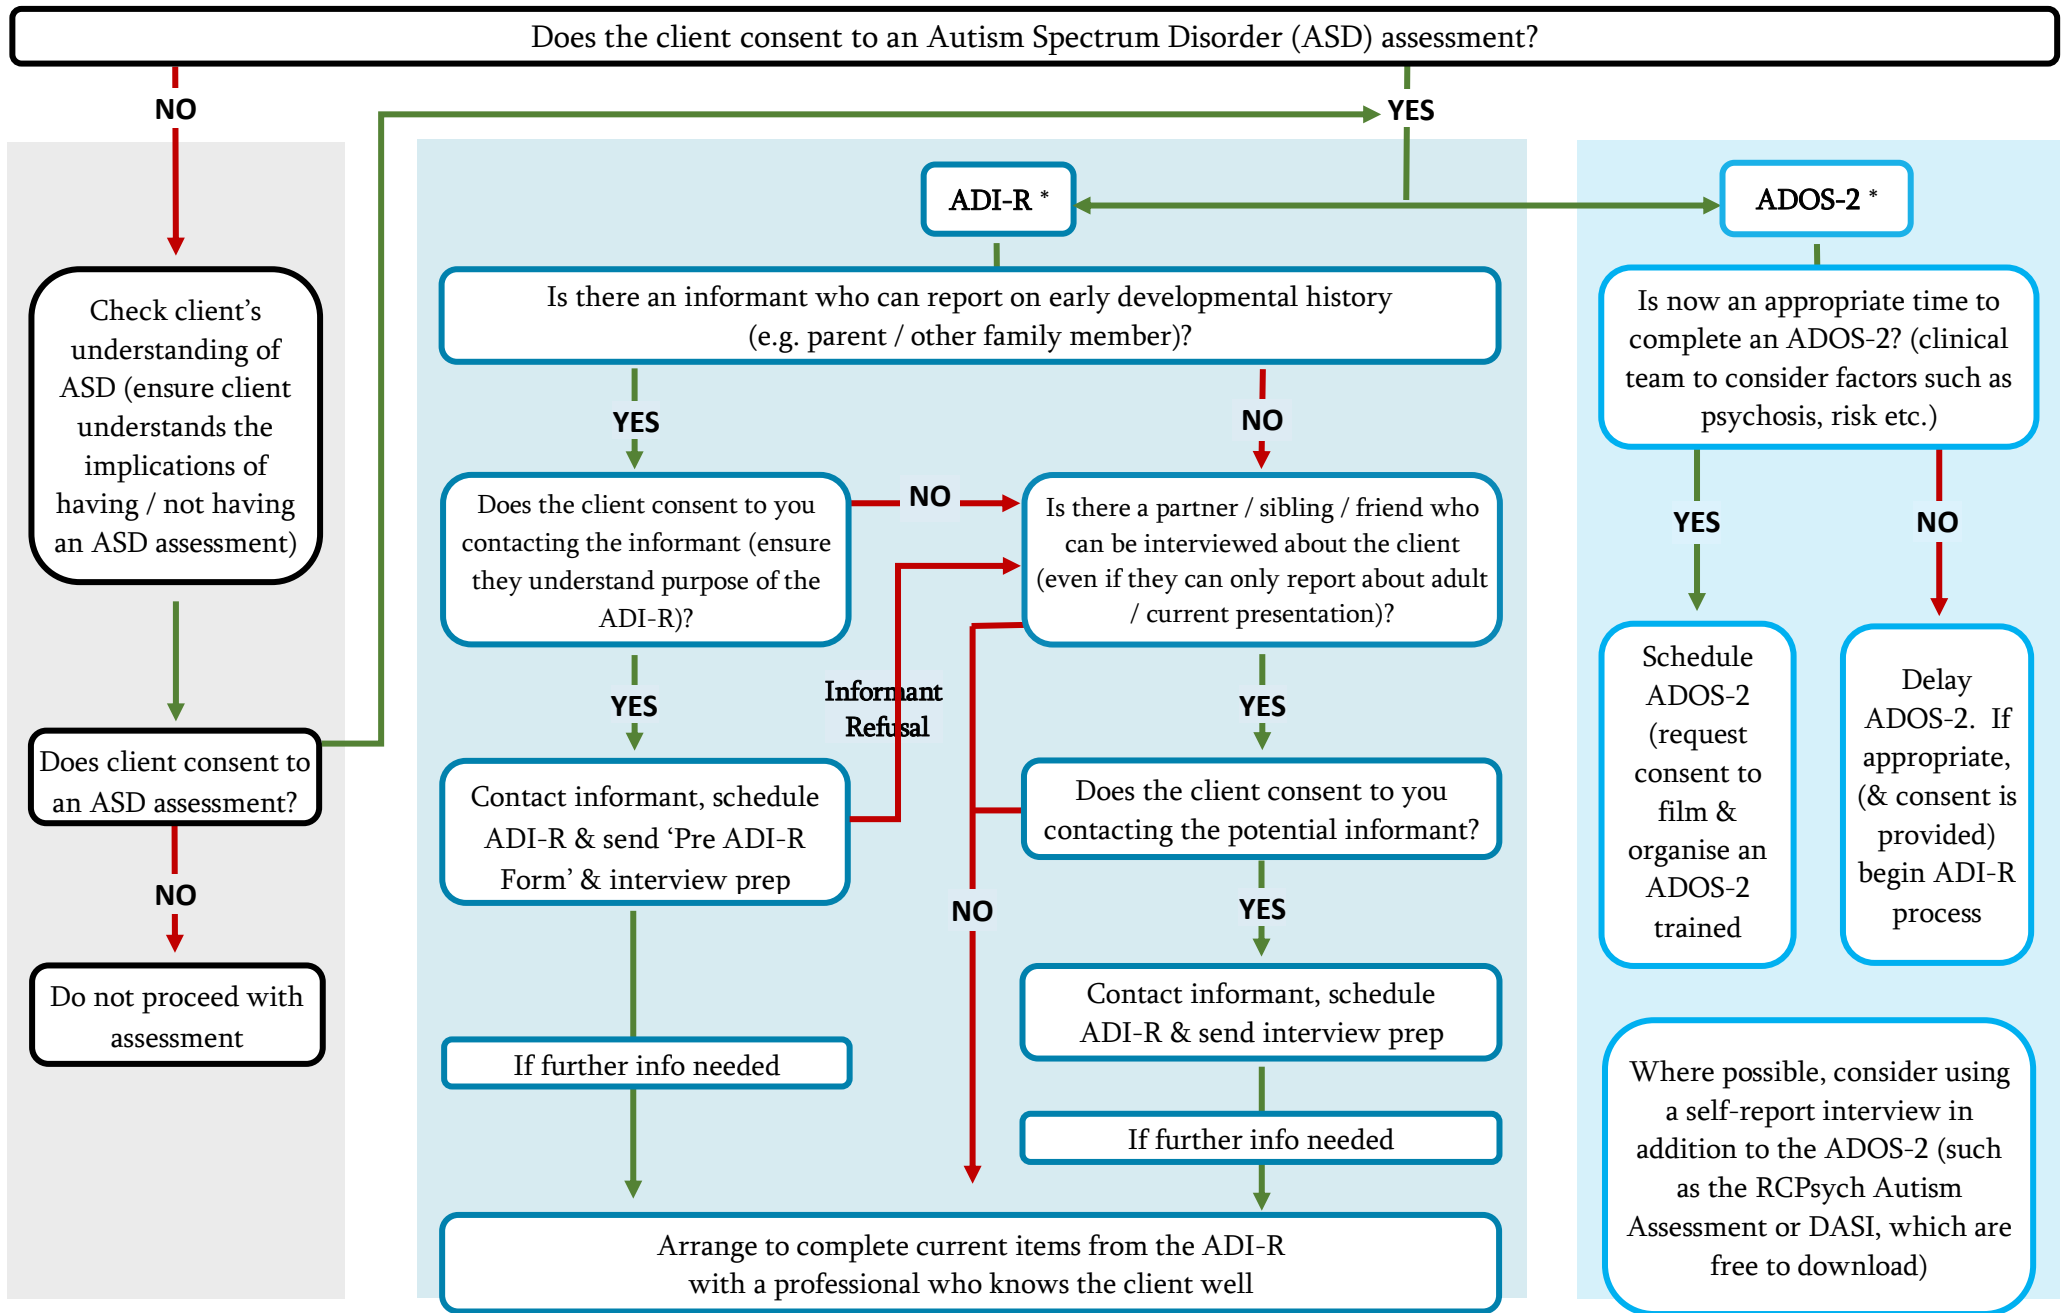 Does the client consent to an Autism Spectrum Disorder (ASD) assessment?
NO
YES
Check client’s
understanding of
ASD (ensure client
understands the
implications of
having / not having
an ASD assessment)
Does client consent to
an ASD assessment?
NO
Do not proceed with
assessment
ADI-R *
Is there an informant who can report on early developmental history
(e.g. parent / other family member)?
YES
NO
Does the client consent to you
contacting the informant (ensure
they understand purpose of the
ADI-R)?
NO
Is there a partner / sibling / friend who
can be interviewed about the client
(even if they can only report about adult
/ current presentation)?
YES
Informant
Refusal
YES
Contact informant, schedule
ADI-R & send ‘Pre ADI-R
Form’ & interview prep
Does the client consent to you
contacting the potential informant?
NO
YES
Contact informant, schedule
ADI-R & send interview prep
If further info needed
If further info needed
Arrange to complete current items from the ADI-R
with a professional who knows the client well
ADOS-2 *
Is now an appropriate time to
complete an ADOS-2? (clinical
team to consider factors such as
psychosis, risk etc.)
YES
NO
Schedule
ADOS-2
(request
consent to
film &
organise an
ADOS-2
trained
Delay
ADOS-2.  If
appropriate,
(& consent is
provided)
begin ADI-R
process
Where possible, consider using
a self-report interview in
addition to the ADOS-2 (such
as the RCPsych Autism
Assessment or DASI, which are
free to download)